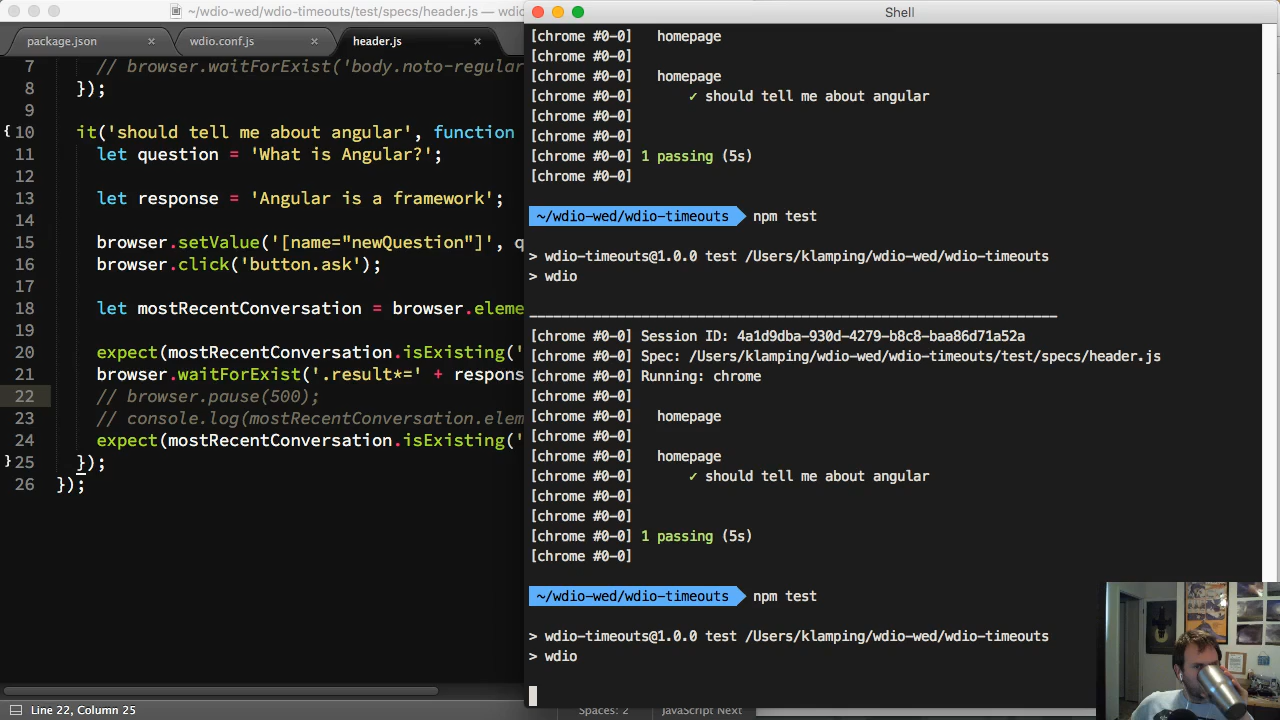 ~/wdio-wed/wdio-timeouts/test/specs/header.js — wdio
package.json
wdio.conf.js
header.js
7 // browser.waitForExist('body.noto-regular
8 });
9
10 it('should tell me about angular', function
11 let question = 'What is Angular?';
12
13 let response = 'Angular is a framework';
14
15 browser.setValue('[name="newQuestion"]', q
16 browser.click('button.ask');
17
18 let mostRecentConversation = browser.eleme
19
20 expect(mostRecentConversation.isExisting('
21 browser.waitForExist('.result*=' + respons
22 // browser.pause(500);
23 // console.log(mostRecentConversation.elem
24 expect(mostRecentConversation.isExisting('
25 });
26 });
Line 22, Column 25
Spaces: 2
JavaScript Next
Shell
[chrome #0-0] homepage
[chrome #0-0]
[chrome #0-0] homepage
[chrome #0-0] ✓ should tell me about angular
[chrome #0-0]
[chrome #0-0]
[chrome #0-0] 1 passing (5s)
[chrome #0-0]
~/wdio-wed/wdio-timeouts npm test
> wdio-timeouts@1.0.0 test /Users/klamping/wdio-wed/wdio-timeouts
> wdio
[chrome #0-0] Session ID: 4a1d9dba-930d-4279-b8c8-baa86d71a52a
[chrome #0-0] Spec: /Users/klamping/wdio-wed/wdio-timeouts/test/specs/header.js
[chrome #0-0] Running: chrome
[chrome #0-0]
[chrome #0-0] homepage
[chrome #0-0]
[chrome #0-0] homepage
[chrome #0-0] ✓ should tell me about angular
[chrome #0-0]
[chrome #0-0]
[chrome #0-0] 1 passing (5s)
[chrome #0-0]
~/wdio-wed/wdio-timeouts npm test
> wdio-timeouts@1.0.0 test /Users/klamping/wdio-wed/wdio-timeouts
> wdio